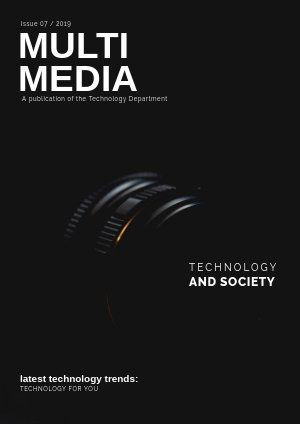 Issue 07 / 2019
MULTI
MEDIA
A publication of the Technology Department
TECHNOLOGY
AND SOCIETY
latest technology trends:
TECHNOLOGY FOR YOU